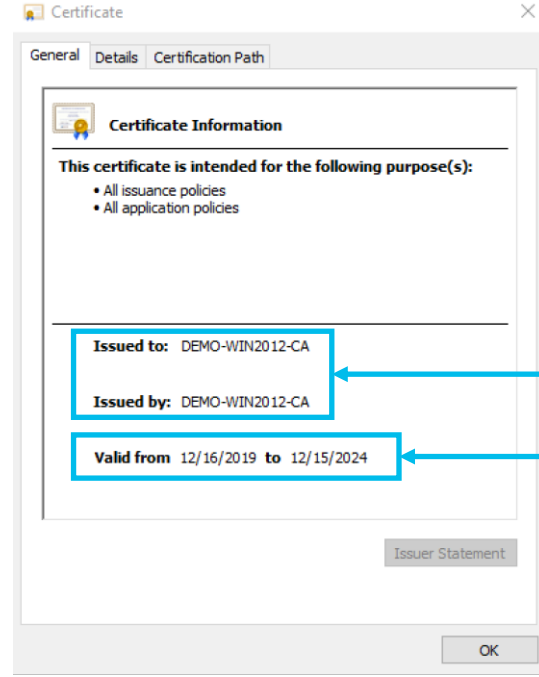 Certificate
General Details Certification Path
Certificate Information
This certificate is intended for the following purpose(s):
• All issuance policies
• All application policies
Issued to: DEMO-WIN2012-CA
Issued by: DEMO-WIN2012-CA
Valid from 12/16/2019 to 12/15/2024
Issuer Statement
OK